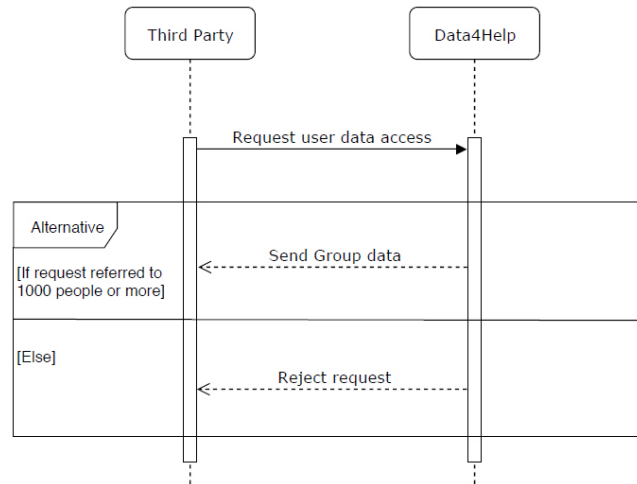 Third Party
Data4Help
Request user data access
Alternative
[If request referred to
1000 people or more]
Send Group data
[Else]
Reject request